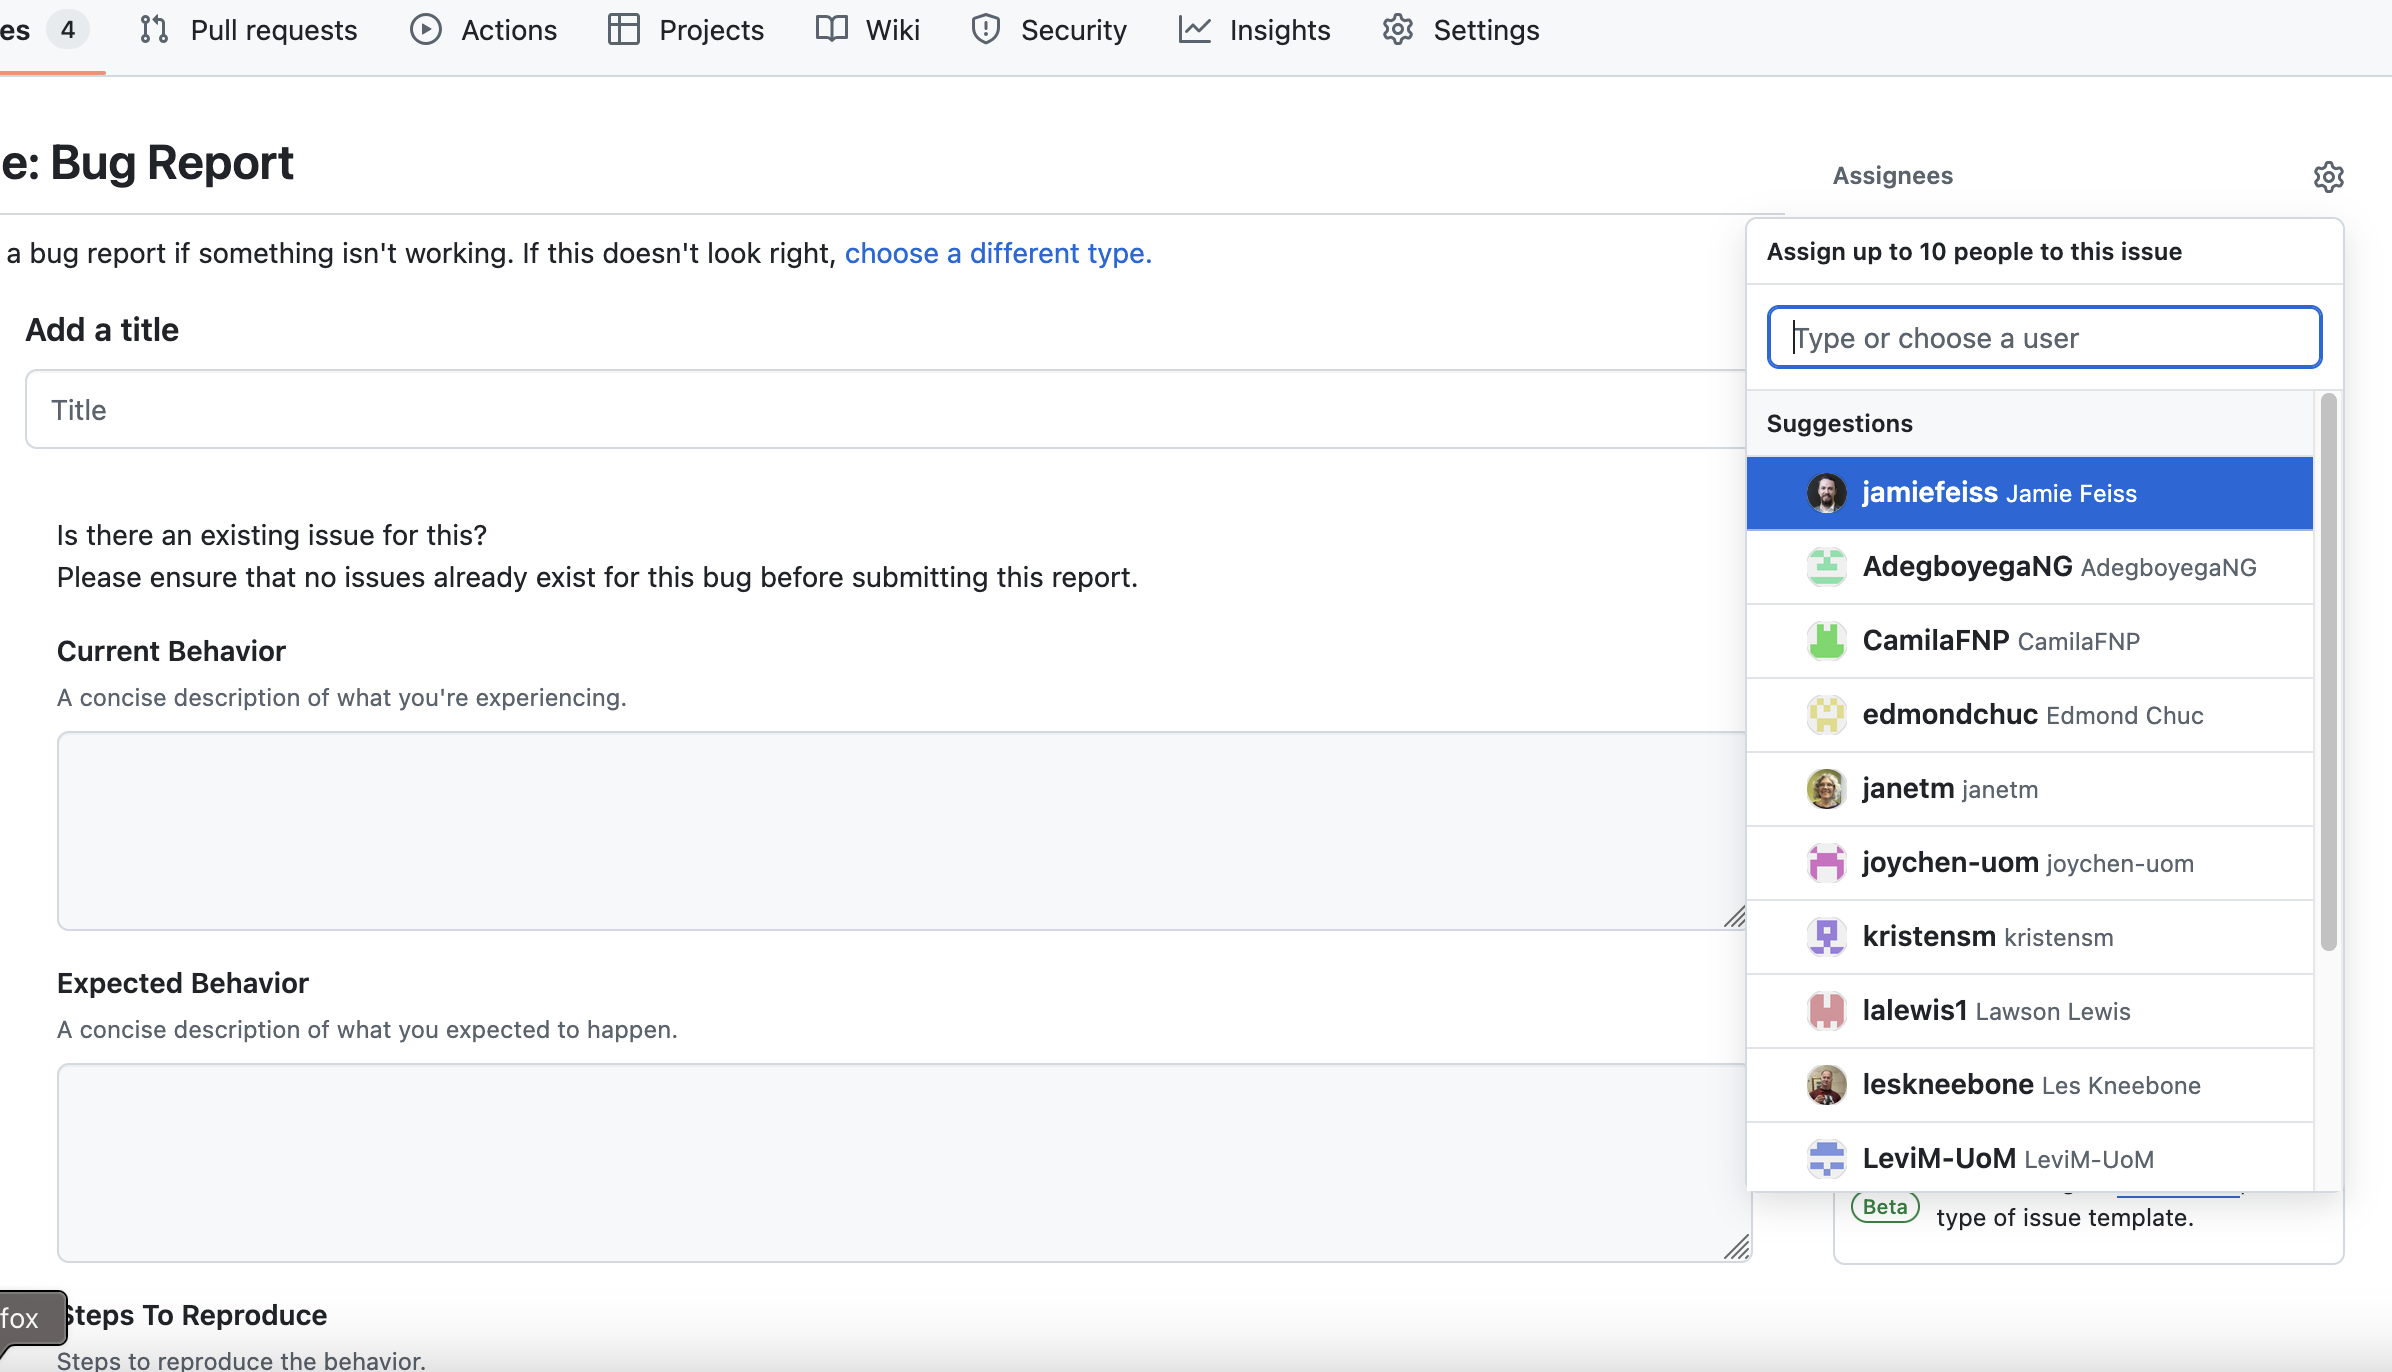 es 4 Pull requests Actions Projects Wiki Security Insights Settings
e: Bug Report
a bug report if something isn't working. If this doesn't look right, choose a different type.
Add a title
Title
Is there an existing issue for this?
Please ensure that no issues already exist for this bug before submitting this report.
Current Behavior
A concise description of what you're experiencing.
Expected Behavior
A concise description of what you expected to happen.
Steps To Reproduce
Steps to reproduce the behavior.
fox
Assignees
Assign up to 10 people to this issue
Type or choose a user
Suggestions
jamiefeiss Jamie Feiss
AdegboyegaNG AdegboyegaNG
CamilaFNP CamilaFNP
edmondchuc Edmond Chuc
janetm janetm
joychen-uom joychen-uom
kristensm kristensm
lalewis1 Lawson Lewis
leskneebone Les Kneebone
LeviM-UoM LeviM-UoM
Beta
type of issue template.